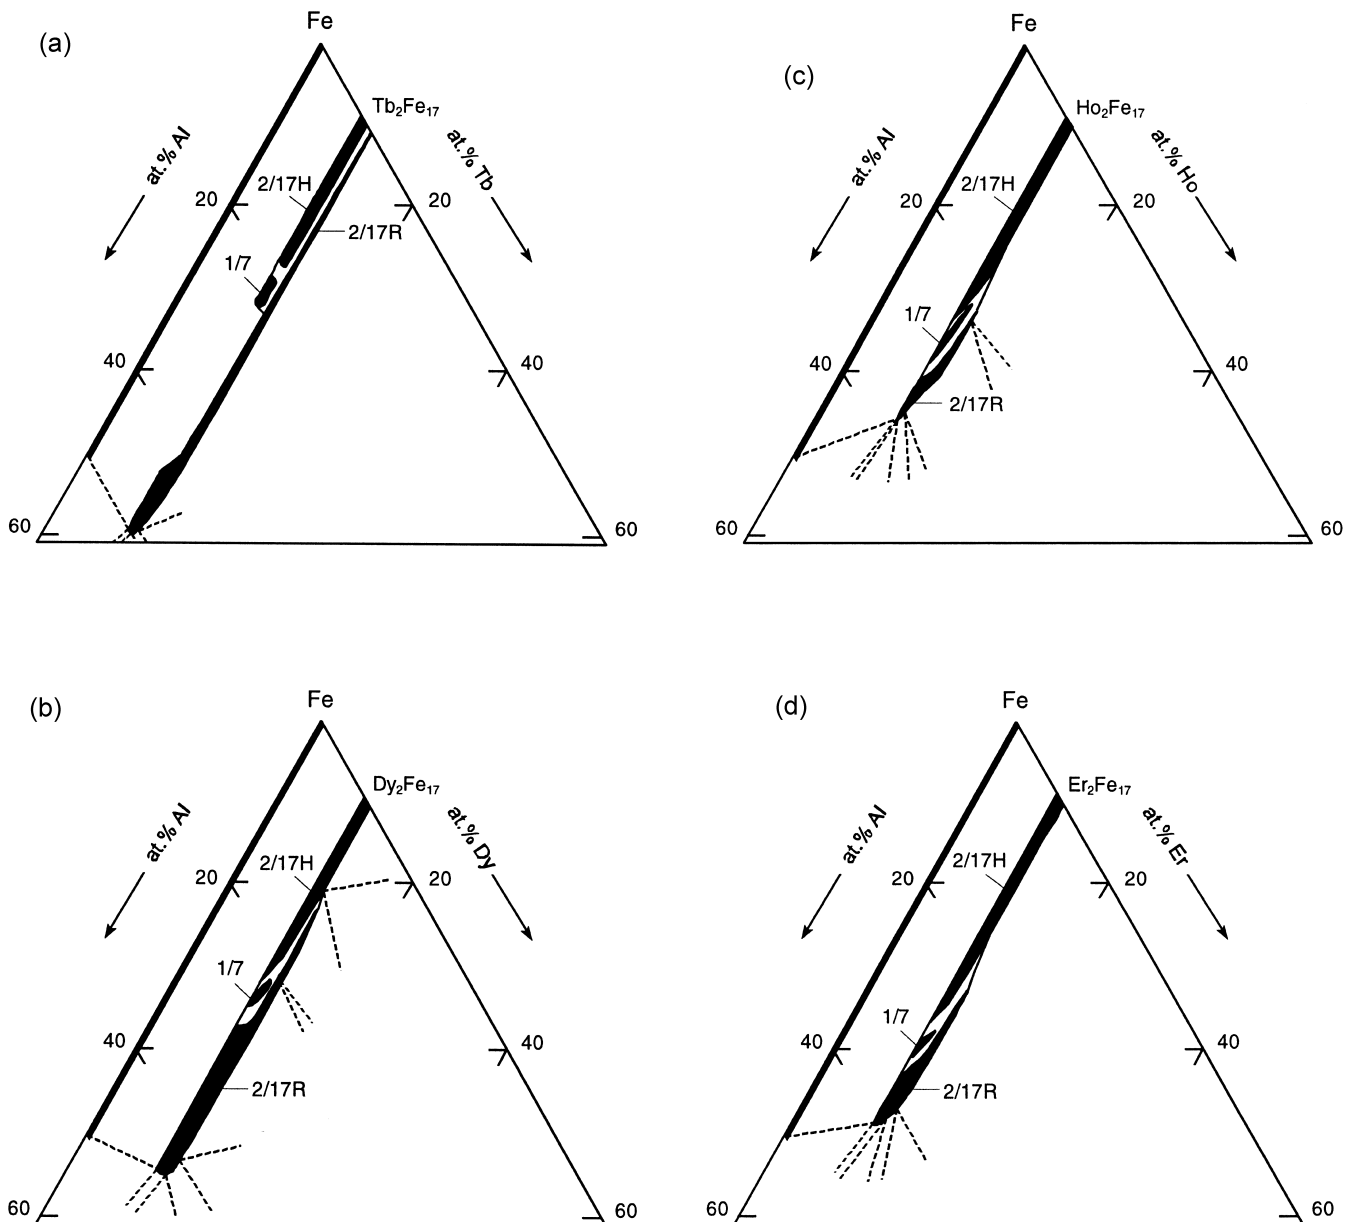 (a)
Fe
Tb₂Fe₁₇
at.% Al
at.% Tb
2/17H
20
20
2/17R
1/7
40
40
60
60
(c)
Fe
Ho₂Fe₁₇
at.% Al
at.% Ho
2/17H
20
20
1/7
40
40
2/17R
60
60
(b)
Fe
Dy₂Fe₁₇
at.% Al
at.% Dy
2/17H
20
20
1/7
40
40
2/17R
60
60
(d)
Fe
Er₂Fe₁₇
at.% Al
at.% Er
2/17H
20
20
1/7
40
40
2/17R
60
60